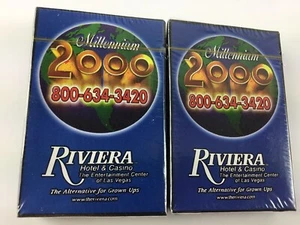 Millennium
2000
800-634-3420
RIVIERA
Hotel & Casino
The Entertainment Center
of Las Vegas
The Alternative for Grown Ups
www.theriviera.com
Millennium
2000
800-634-3420
RIVIERA
Hotel & Casino
The Entertainment Center
of Las Vegas
The Alternative for Grown Ups
www.theriviera.com